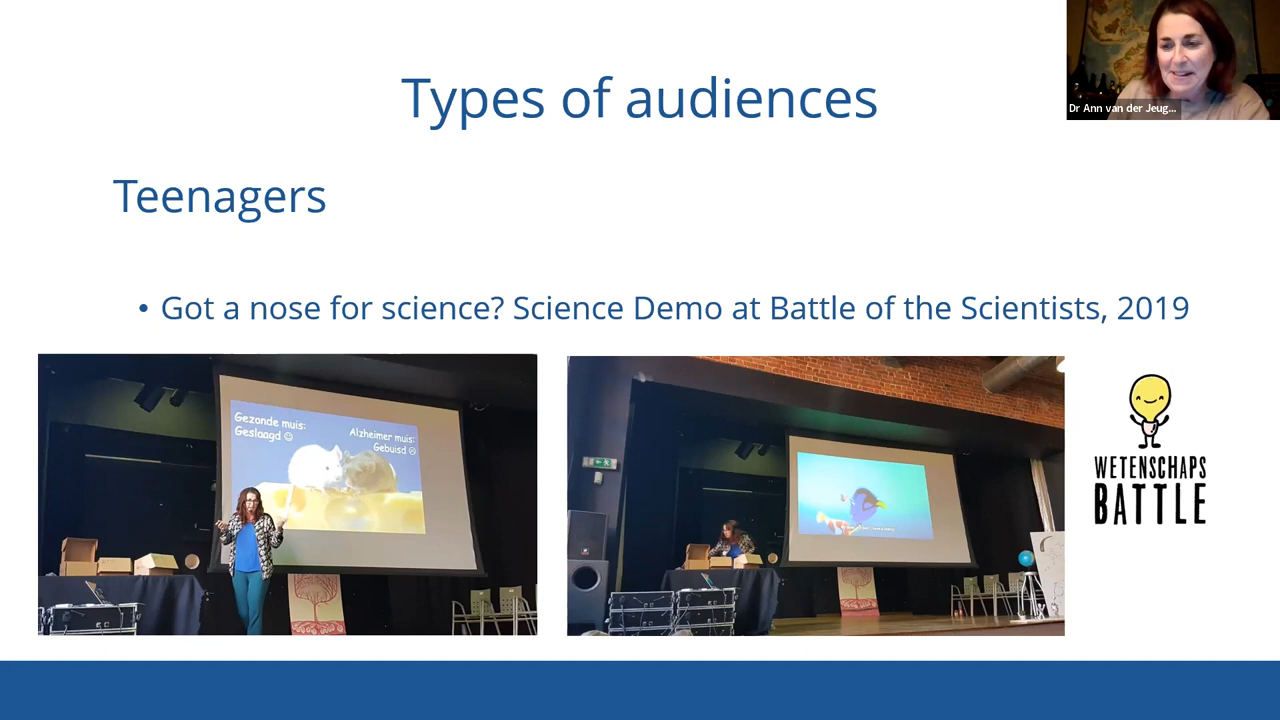 Types of audiences
Dr Ann van der Jeug...
Teenagers
• Got a nose for science? Science Demo at Battle of the Scientists, 2019
Gezonde muis:
Geslaagd ☺
Alzheimer muis:
Gebuisd ☹
WETENSCHAPS
BATTLE